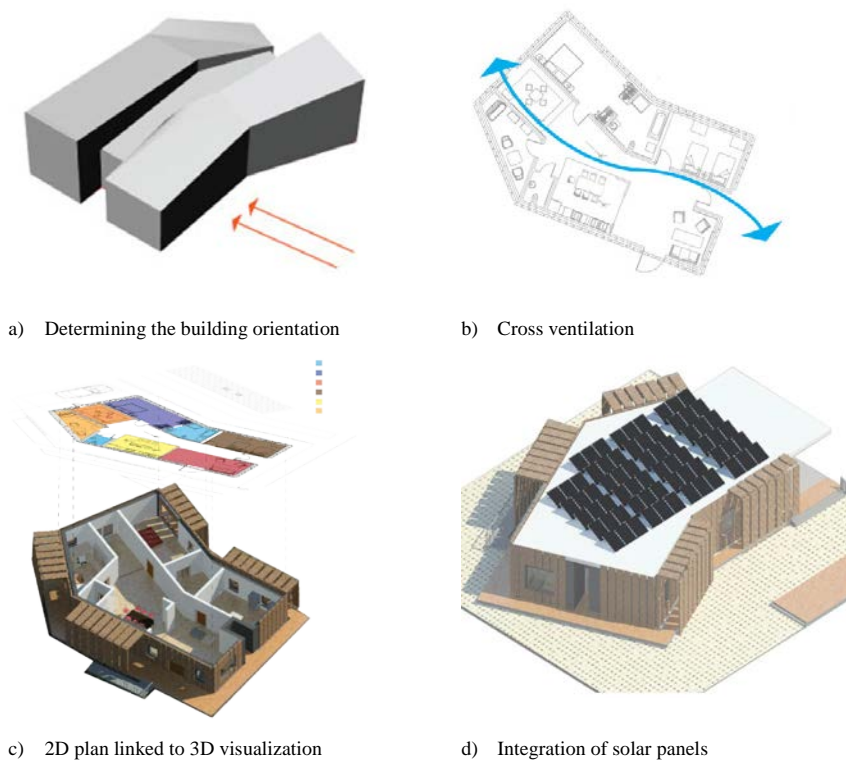 a) Determining the building orientation
b) Cross ventilation
c) 2D plan linked to 3D visualization
d) Integration of solar panels